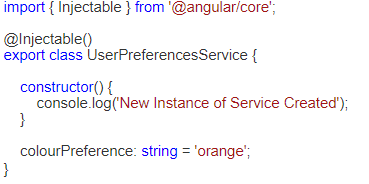 import { Injectable } from '@angular/core';

@Injectable()
export class UserPreferencesService {

    constructor() {
        console.log('New Instance of Service Created');
    }

    colourPreference: string = 'orange';
}